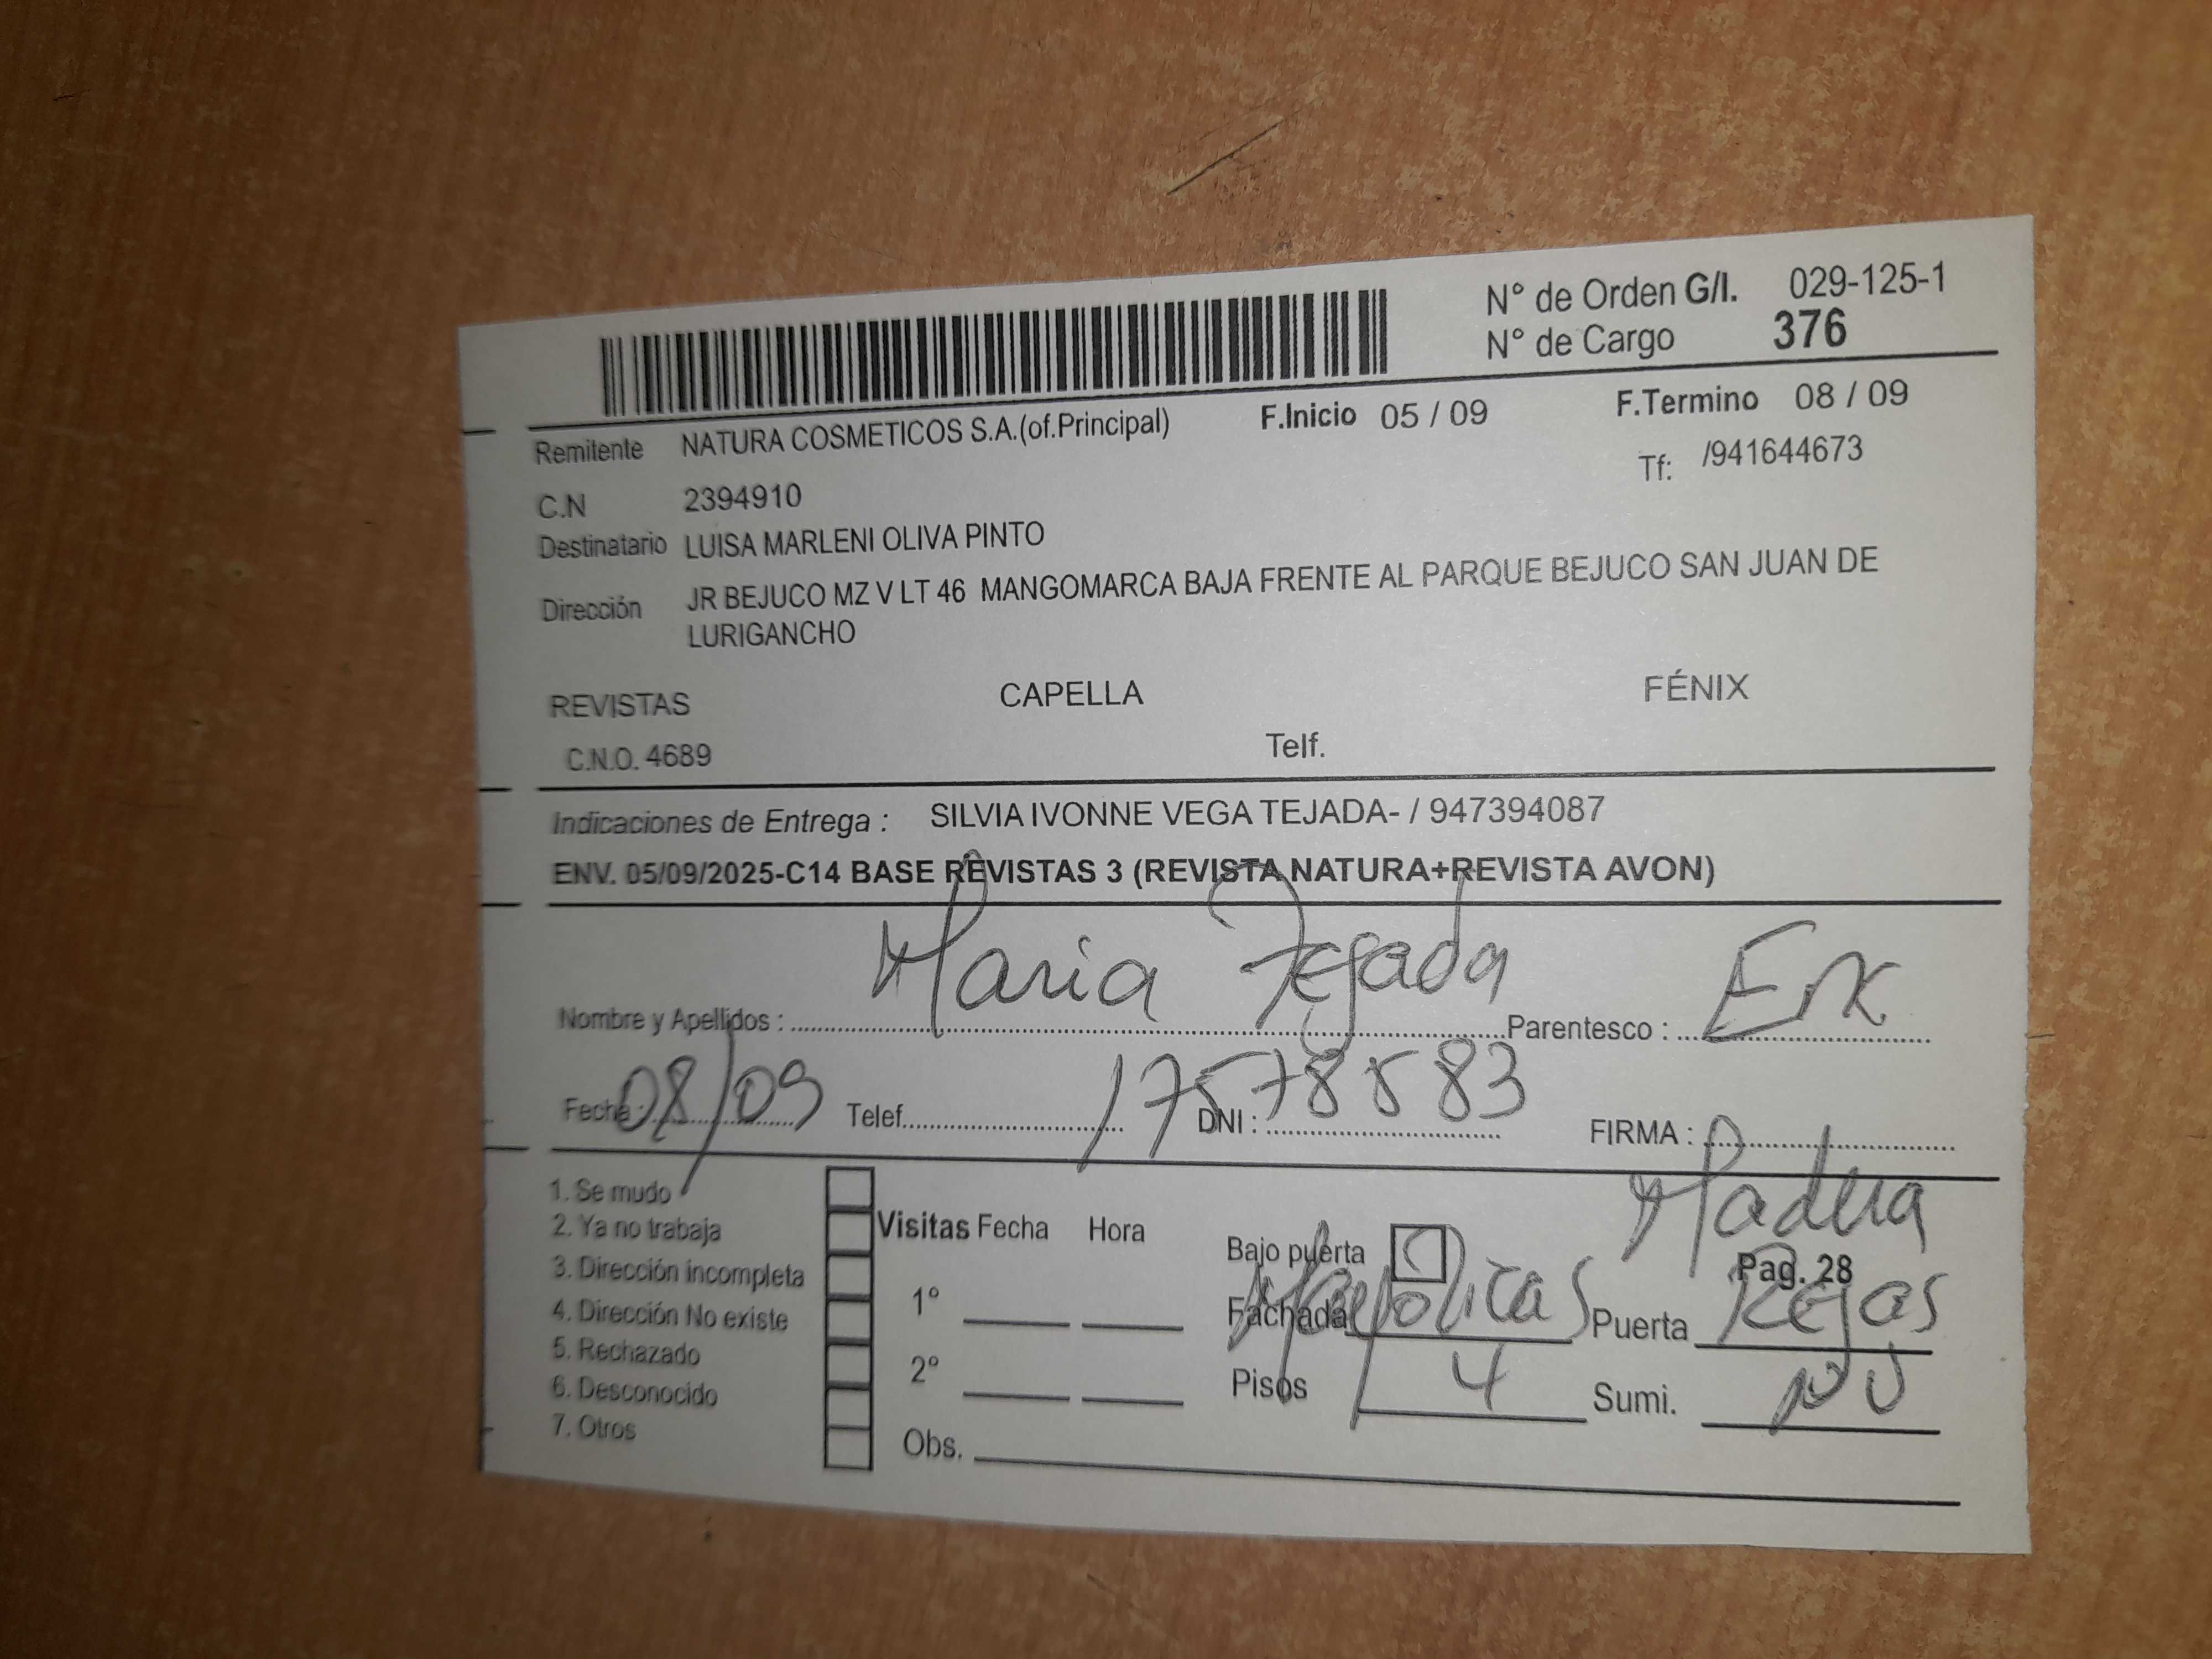 N° de Orden G/I. 029-125-1
N° de Cargo 376
Remitente NATURA COSMETICOS S.A.(of.Principal) F.Inicio 05 / 09 F.Termino 08 / 09
C.N 2394910 Tf: /941644673
Destinatario LUISA MARLENI OLIVA PINTO
Dirección JR BEJUCO MZ V LT 46 MANGOMARCA BAJA FRENTE AL PARQUE BEJUCO SAN JUAN DE
LURIGANCHO
REVISTAS CAPELLA FÉNIX
C.N.O. 4689 Telf.
Indicaciones de Entrega : SILVIA IVONNE VEGA TEJADA- / 947394087
ENV. 05/09/2025-C14 BASE REVISTAS 3 (REVISTA NATURA+REVISTA AVON)
Nombre y Apellidos : Maria Tejada Parentesco :
Fecha : 08/09 Telef. DNI : 17578583 FIRMA :
1. Se mudo
2. Ya no trabaja
3. Dirección incompleta
4. Dirección No existe
5. Rechazado
6. Desconocido
7. Otros
Visitas Fecha Hora
1°
2°
Obs.
Bajo puerta Madera
Pag. 28
Fachada Mayolicas Puerta Rejas
Pisos 4 Sumi.